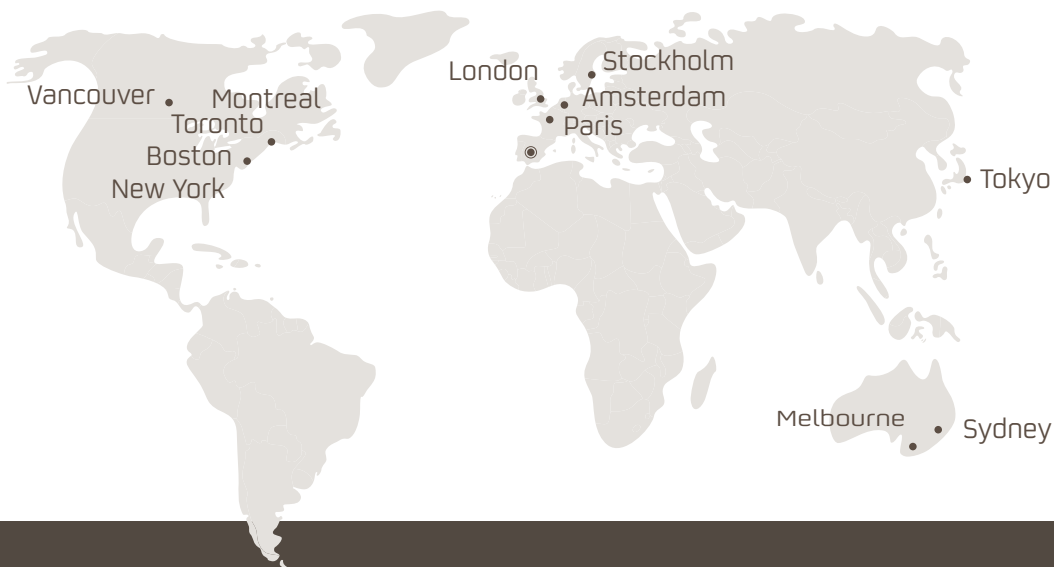 London
Stockholm
Vancouver
Montreal
Amsterdam
Toronto
Paris
Boston
New York
Tokyo
Melbourne
Sydney